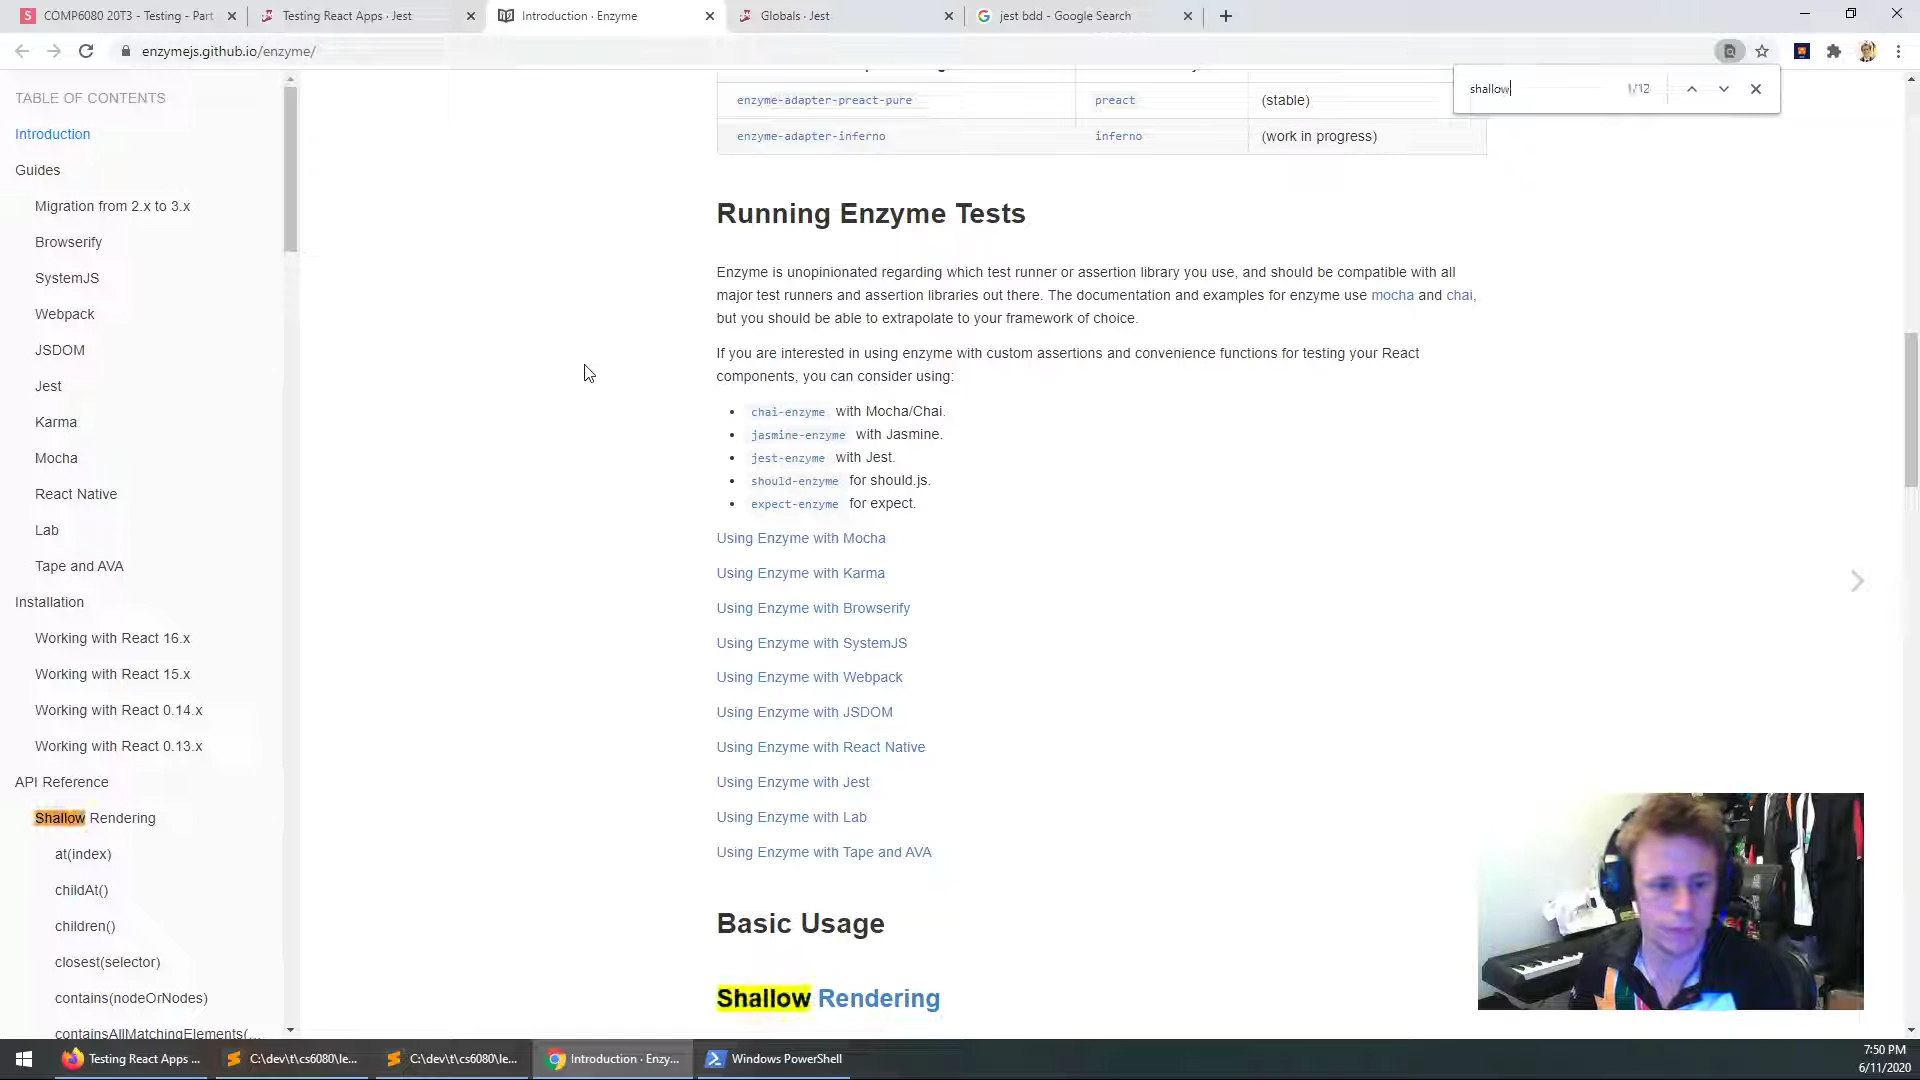 COMP6080 20T3 - Testing - Part
Testing React Apps · Jest
Introduction · Enzyme
Globals · Jest
jest bdd - Google Search
enzymejs.github.io/enzyme/
shallow
1/12
TABLE OF CONTENTS
Introduction
Guides
Migration from 2.x to 3.x
Browserify
SystemJS
Webpack
JSDOM
Jest
Karma
Mocha
React Native
Lab
Tape and AVA
Installation
Working with React 16.x
Working with React 15.x
Working with React 0.14.x
Working with React 0.13.x
API Reference
Shallow Rendering
at(index)
childAt()
children()
closest(selector)
contains(nodeOrNodes)
containsAllMatchingElements(...
enzyme-adapter-preact-pure preact (stable)
enzyme-adapter-inferno inferno (work in progress)
Running Enzyme Tests
Enzyme is unopinionated regarding which test runner or assertion library you use, and should be compatible with all
major test runners and assertion libraries out there. The documentation and examples for enzyme use mocha and chai,
but you should be able to extrapolate to your framework of choice.
If you are interested in using enzyme with custom assertions and convenience functions for testing your React
components, you can consider using:
• chai-enzyme with Mocha/Chai.
• jasmine-enzyme with Jasmine.
• jest-enzyme with Jest.
• should-enzyme for should.js.
• expect-enzyme for expect.
Using Enzyme with Mocha
Using Enzyme with Karma
Using Enzyme with Browserify
Using Enzyme with SystemJS
Using Enzyme with Webpack
Using Enzyme with JSDOM
Using Enzyme with React Native
Using Enzyme with Jest
Using Enzyme with Lab
Using Enzyme with Tape and AVA
Basic Usage
Shallow Rendering
Testing React Apps ...
C:\dev\t\cs6080\le...
C:\dev\t\cs6080\le...
Introduction · Enzy...
Windows PowerShell
7:50 PM
6/11/2020